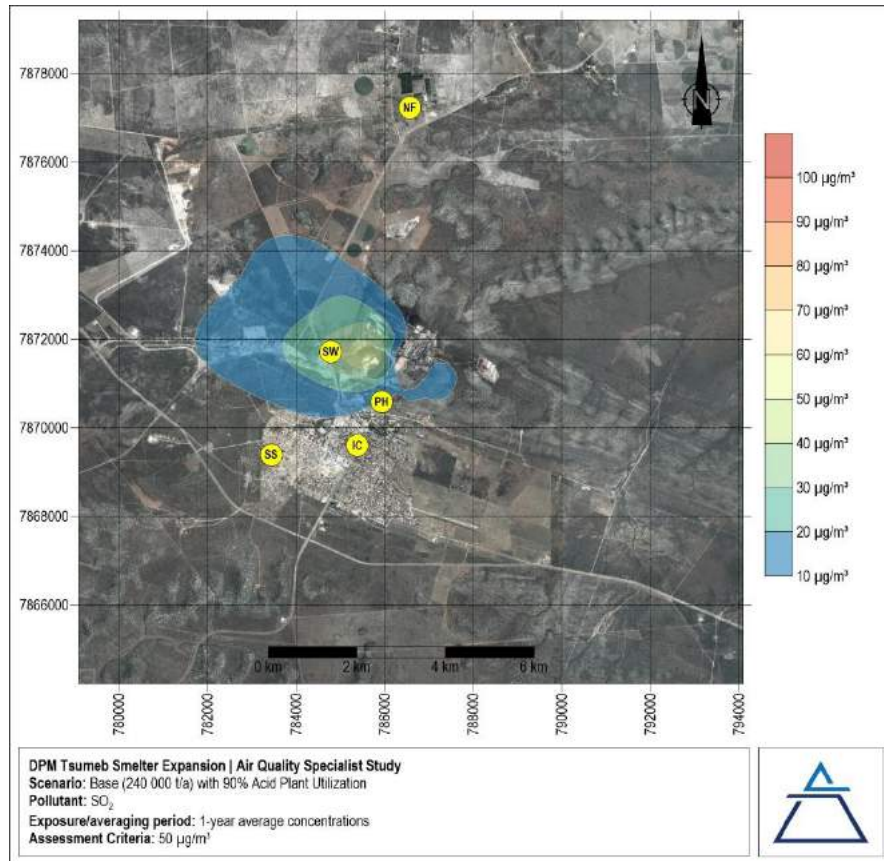 7878000
7876000
7874000
7872000
7870000
7868000
7866000
NF
SW
PH
IC
SS
N
100 µg/m³
90 µg/m³
80 µg/m³
70 µg/m³
60 µg/m³
50 µg/m³
40 µg/m³
30 µg/m³
20 µg/m³
10 µg/m³
0 km 2 km 4 km 6 km
780000
782000
784000
786000
788000
790000
792000
794000
DPM Tsumeb Smelter Expansion | Air Quality Specialist Study
Scenario: Base (240 000 t/a) with 90% Acid Plant Utilization
Pollutant: SO₂
Exposure/averaging period: 1-year average concentrations
Assessment Criteria: 50 µg/m³